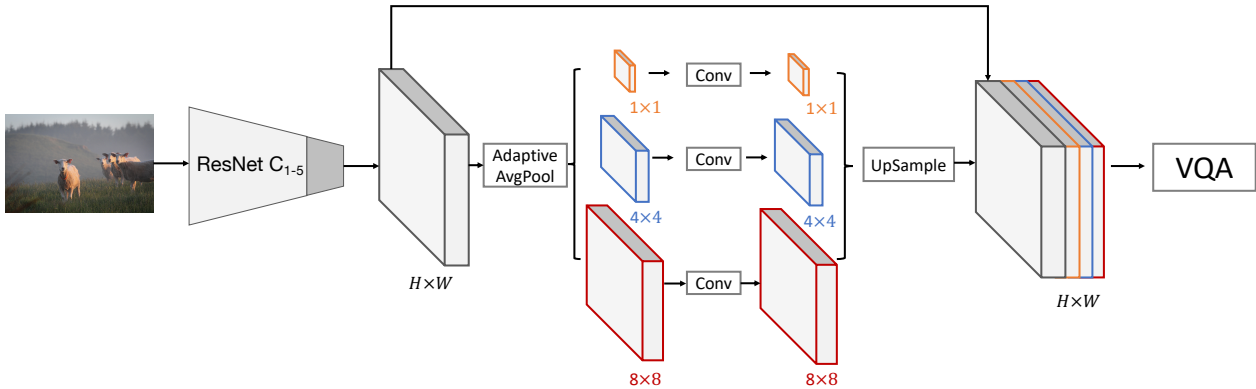 ResNet C₁₋₅
H×W
Adaptive
AvgPool
1×1
Conv
1×1
4×4
Conv
4×4
8×8
Conv
8×8
UpSample
H×W
VQA